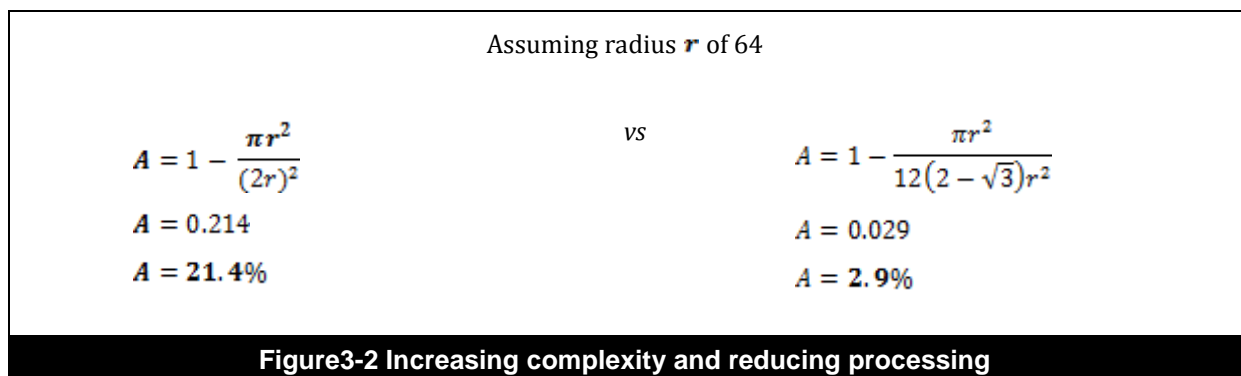 Assuming radius r of 64
A = 1 − πr²/(2r)² vs A = 1 − πr²/12(2 − √3)r²
A = 0.214 A = 0.029
A = 21.4% A = 2.9%
Figure3-2 Increasing complexity and reducing processing